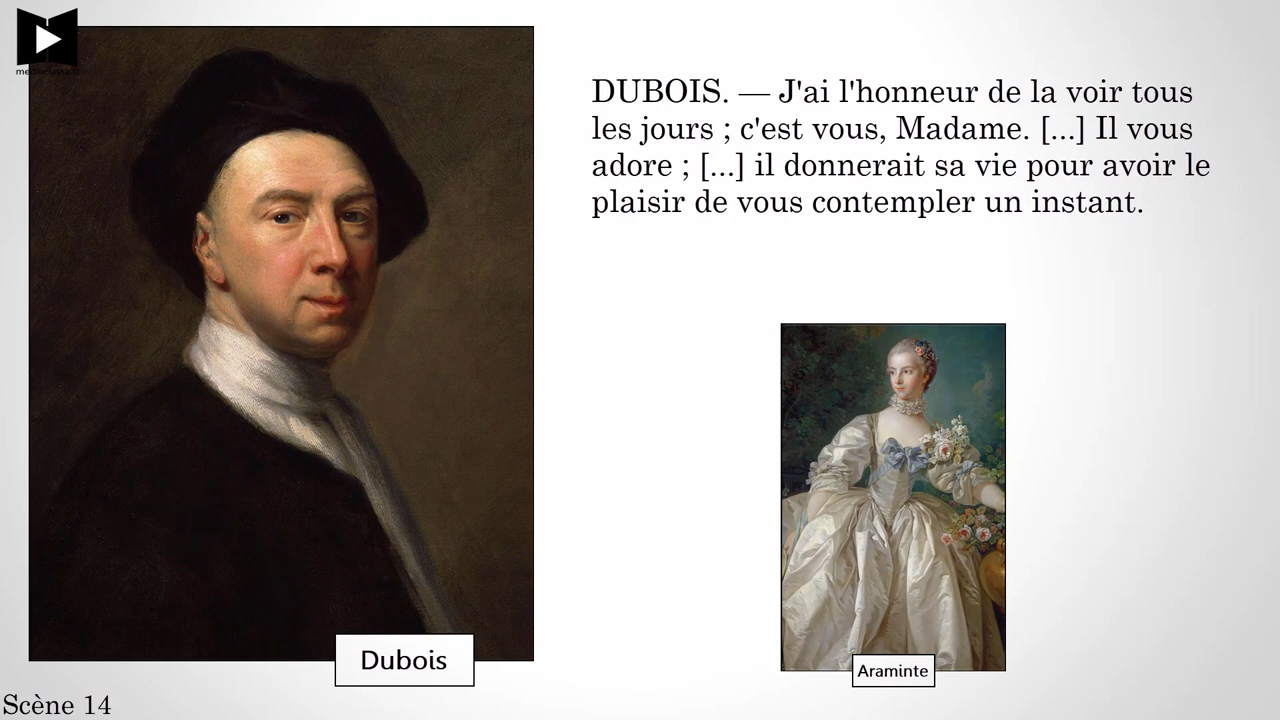 DUBOIS. — J'ai l'honneur de la voir tous
les jours ; c'est vous, Madame. [...] Il vous
adore ; [...] il donnerait sa vie pour avoir le
plaisir de vous contempler un instant.
Dubois
Araminte
Scène 14